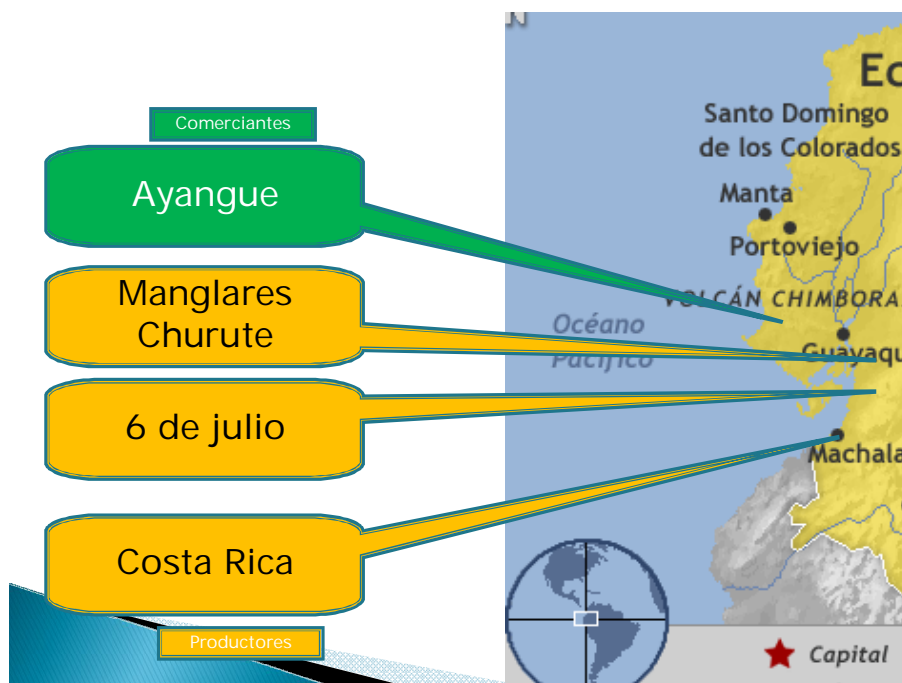 Comerciantes
Ayangue
Manglares
Churute
6 de julio
Costa Rica
Productores
N
Ec
Santo Domingo
de los Colorados
Manta
Portoviejo
VOLCÁN CHIMBORA
Océano
Pacífico
Guayaqu
Machala
Capital